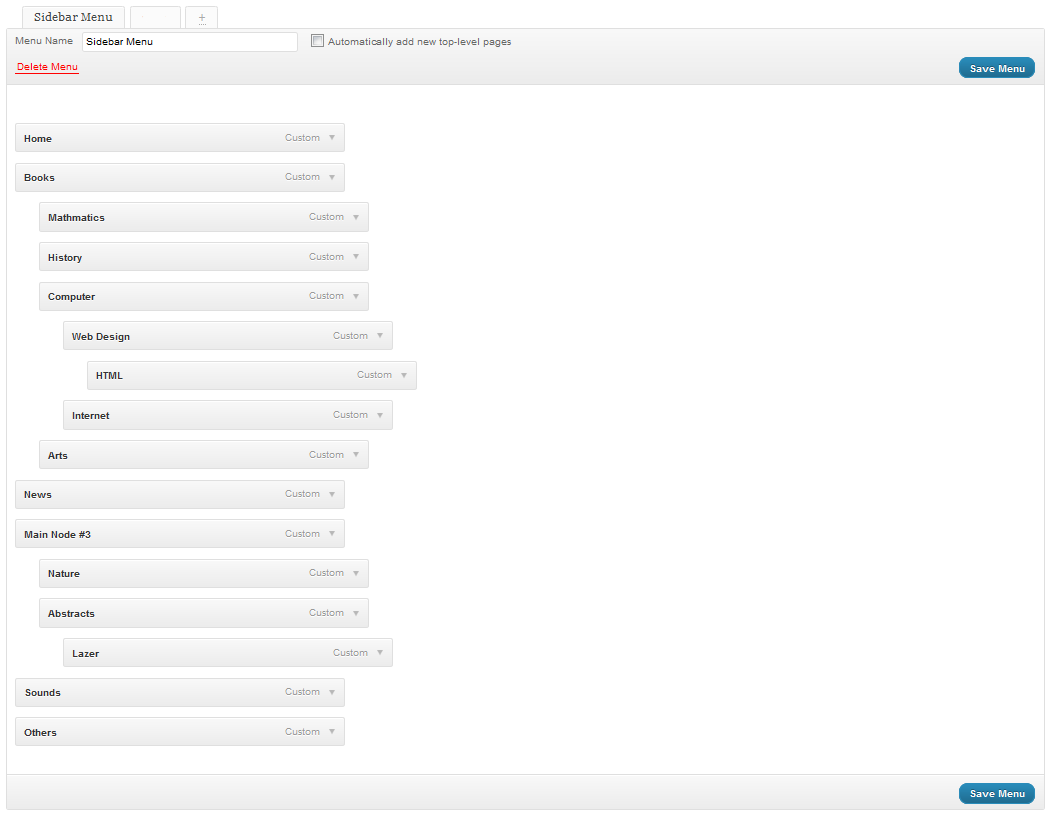 Sidebar Menu +
Menu Name Sidebar Menu Automatically add new top-level pages
Delete Menu Save Menu
Home Custom
Books Custom
Mathmatics Custom
History Custom
Computer Custom
Web Design Custom
HTML Custom
Internet Custom
Arts Custom
News Custom
Main Node #3 Custom
Nature Custom
Abstracts Custom
Lazer Custom
Sounds Custom
Others Custom
Save Menu